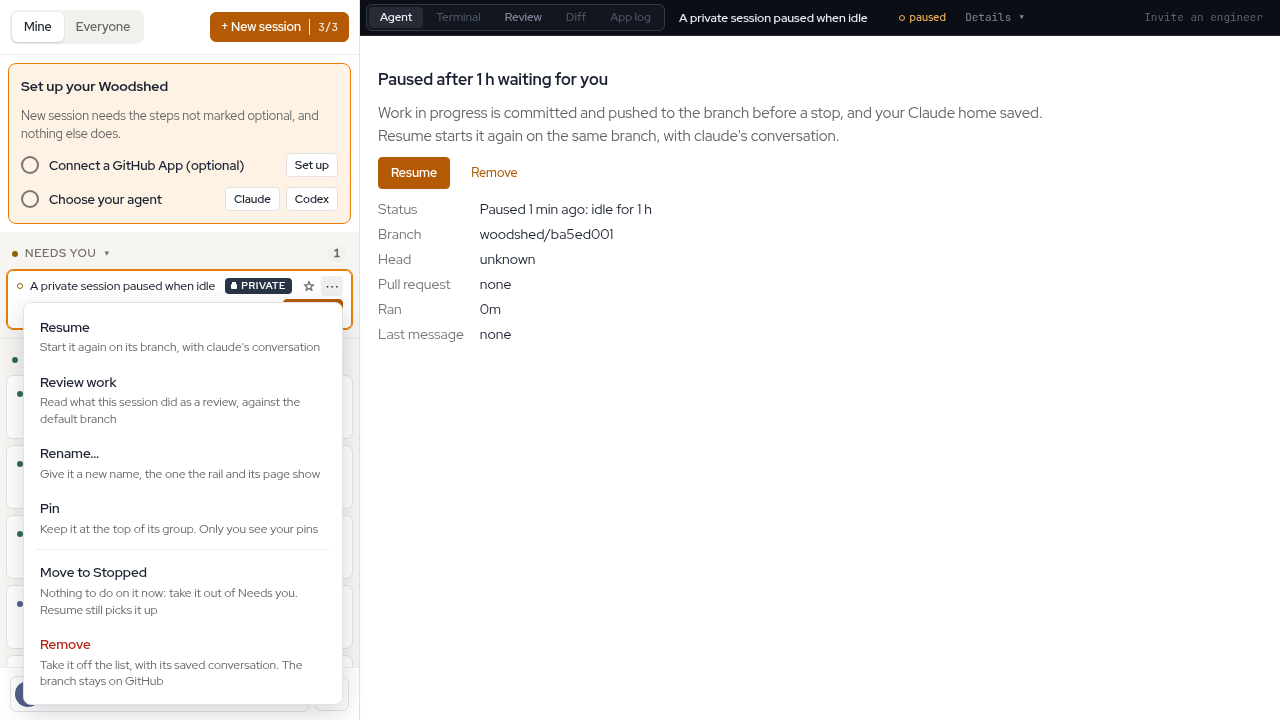 Mine
Everyone
+ New session
3/3
Agent
Terminal
Review
Diff
App log
A private session paused when idle
paused
Details ▾
Invite an engineer
Set up your Woodshed
New session needs the steps not marked optional, and
nothing else does.
Connect a GitHub App (optional)
Set up
Choose your agent
Claude
Codex
NEEDS YOU ▾
1
A private session paused when idle
PRIVATE
Resume
Start it again on its branch, with claude's conversation
Review work
Read what this session did as a review, against the
default branch
Rename...
Give it a new name, the one the rail and its page show
Pin
Keep it at the top of its group. Only you see your pins
Move to Stopped
Nothing to do on it now: take it out of Needs you.
Resume still picks it up
Remove
Take it off the list, with its saved conversation. The
branch stays on GitHub
Paused after 1 h waiting for you
Work in progress is committed and pushed to the branch before a stop, and your Claude home saved.
Resume starts it again on the same branch, with claude's conversation.
Resume
Remove
Status
Paused 1 min ago: idle for 1 h
Branch
woodshed/ba5ed001
Head
unknown
Pull request
none
Ran
0m
Last message
none